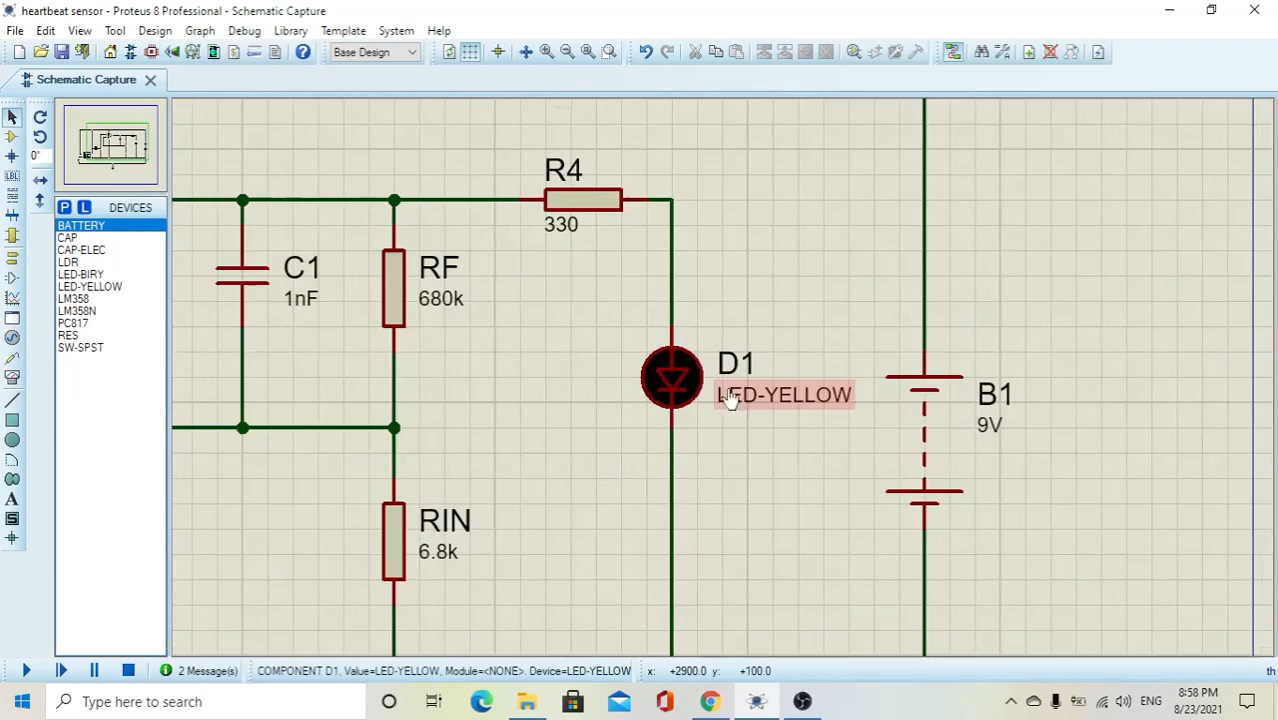 heartbeat sensor - Proteus 8 Professional - Schematic Capture
File Edit View Tool Design Graph Debug Library Template System Help
Base Design
Schematic Capture
0°
P L DEVICES
BATTERY
CAP
CAP-ELEC
LDR
LED-BIRY
LED-YELLOW
LM358
LM358N
PC817
RES
SW-SPST
R4
330
C1
1nF
RF
680k
D1
LED-YELLOW
B1
9V
RIN
6.8k
2 Message(s) COMPONENT D1, Value=LED-YELLOW, Module=<NONE>. Device=LED-YELLOW x: +2900.0 y: +100.0 th
Type here to search
ENG
8:58 PM
8/23/2021